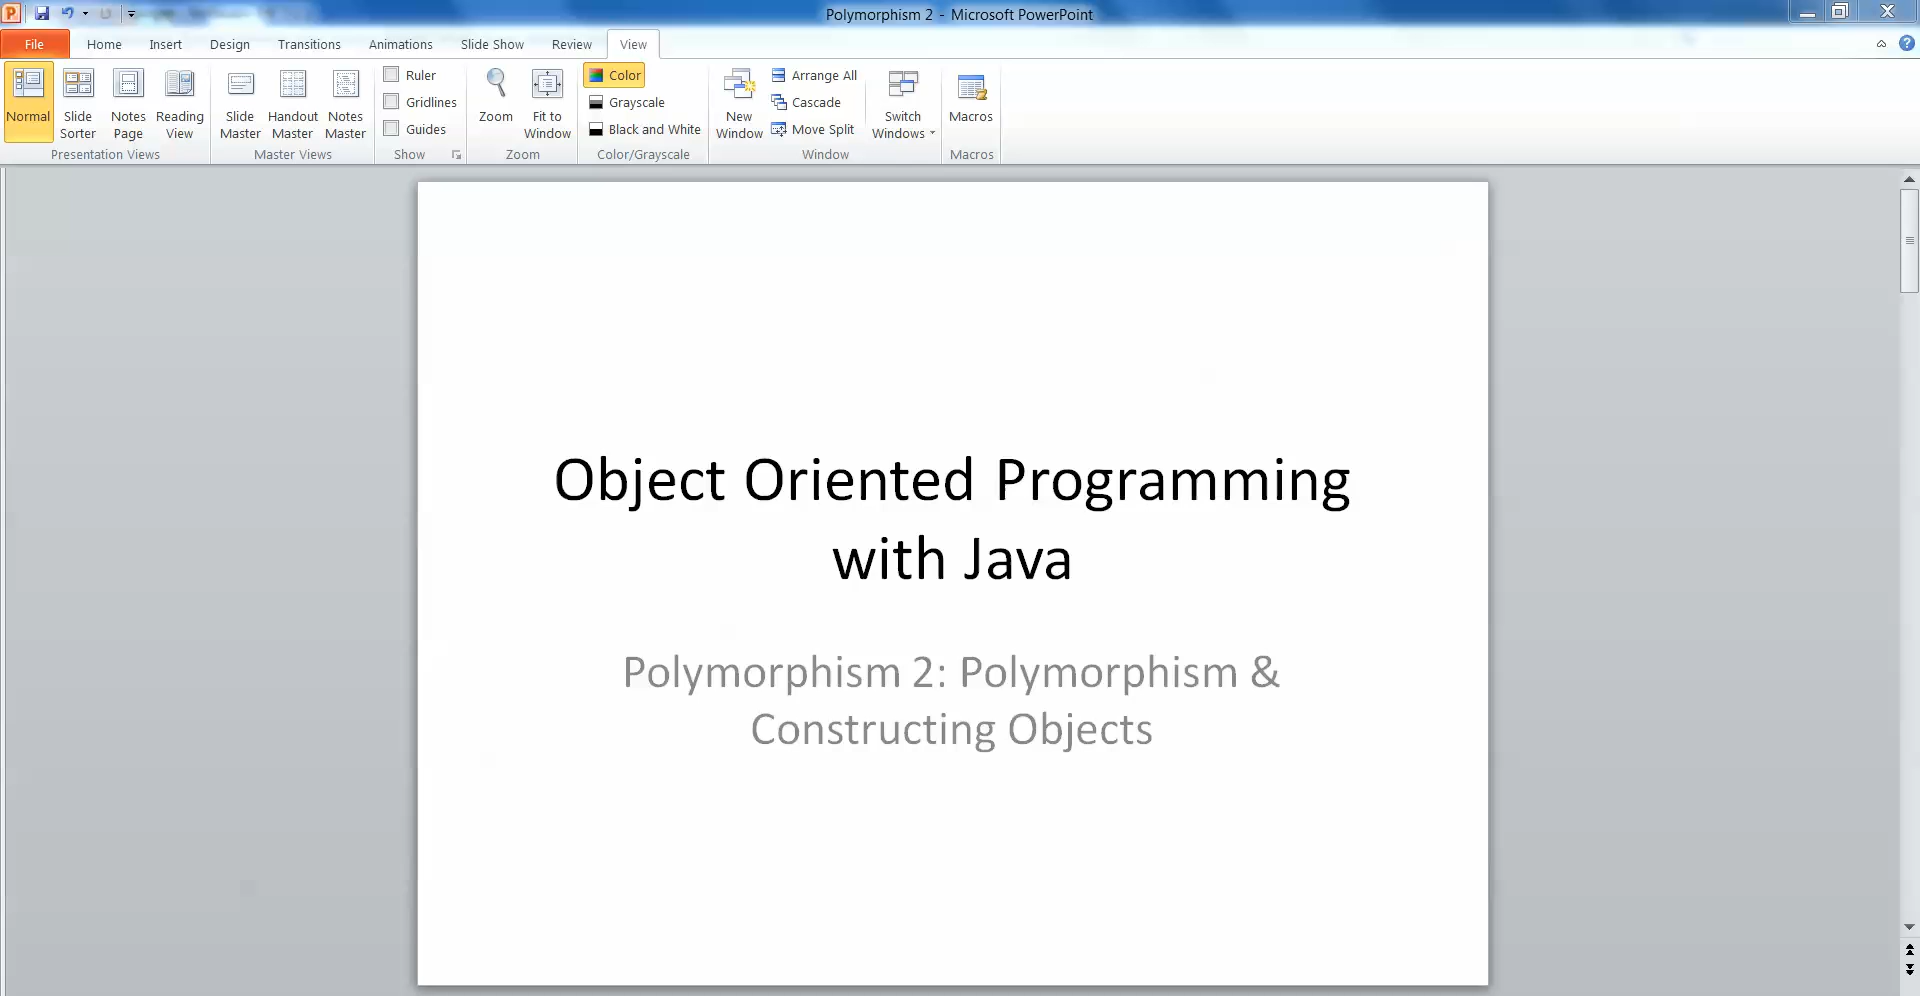 Polymorphism 2 - Microsoft PowerPoint
File Home Insert Design Transitions Animations Slide Show Review View
Normal
Slide Sorter
Notes Page
Reading View
Presentation Views
Slide Master
Handout Master
Notes Master
Master Views
Ruler
Gridlines
Guides
Show
Zoom
Fit to Window
Zoom
Color
Grayscale
Black and White
Color/Grayscale
New Window
Arrange All
Cascade
Move Split
Switch Windows
Window
Macros
Macros
Object Oriented Programming
with Java
Polymorphism 2: Polymorphism &
Constructing Objects